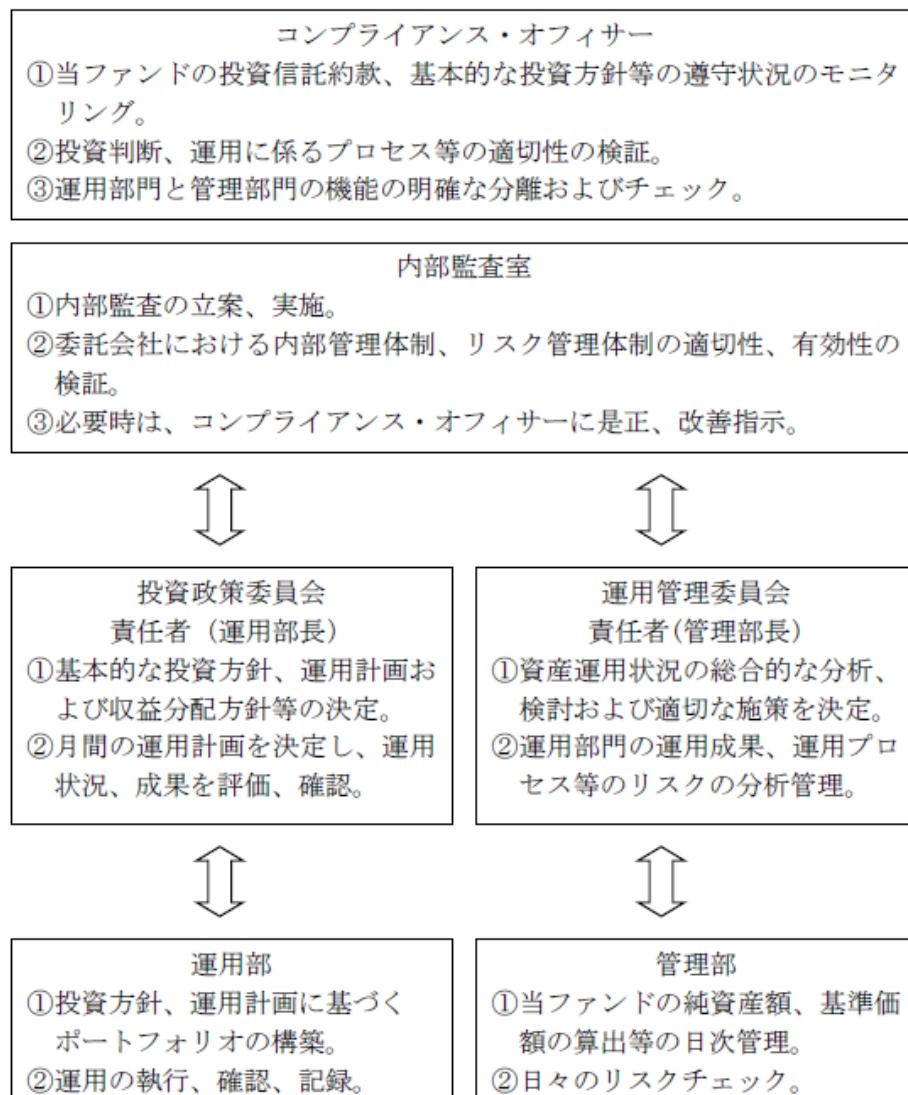 コンプライアンス・オフィサー
①当ファンドの投資信託約款、基本的な投資方針等の遵守状況のモニタ
リング。
②投資判断、運用に係るプロセス等の適切性の検証。
③運用部門と管理部門の機能の明確な分離およびチェック。
内部監査室
①内部監査の立案、実施。
②委託会社における内部管理体制、リスク管理体制の適切性、有効性の
検証。
③必要時は、コンプライアンス・オフィサーに是正、改善指示。
投資政策委員会
責任者（運用部長）
①基本的な投資方針、運用計画お
よび収益分配方針等の決定。
②月間の運用計画を決定し、運用
状況、成果を評価、確認。
運用管理委員会
責任者(管理部長）
①資産運用状況の総合的な分析、
検討および適切な施策を決定。
②運用部門の運用成果、運用プロ
セス等のリスクの分析管理。
運用部
①投資方針、運用計画に基づく
ポートフォリオの構築。
②運用の執行、確認、記録。
管理部
①当ファンドの純資産額、基準価
額の算出等の日次管理。
②日々のリスクチェック。